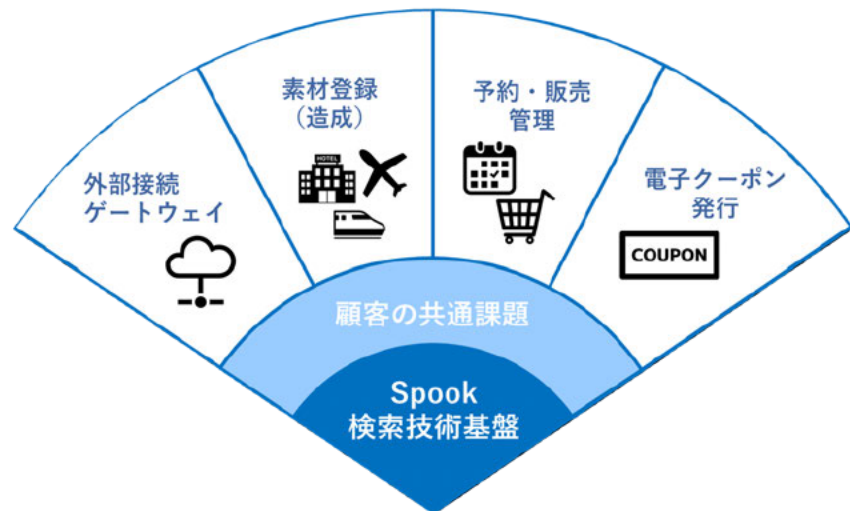 外部接続
ゲートウェイ
素材登録
（造成）
HOTEL
予約・販売
管理
電子クーポン
発行
COUPON
顧客の共通課題
Spook
検索技術基盤